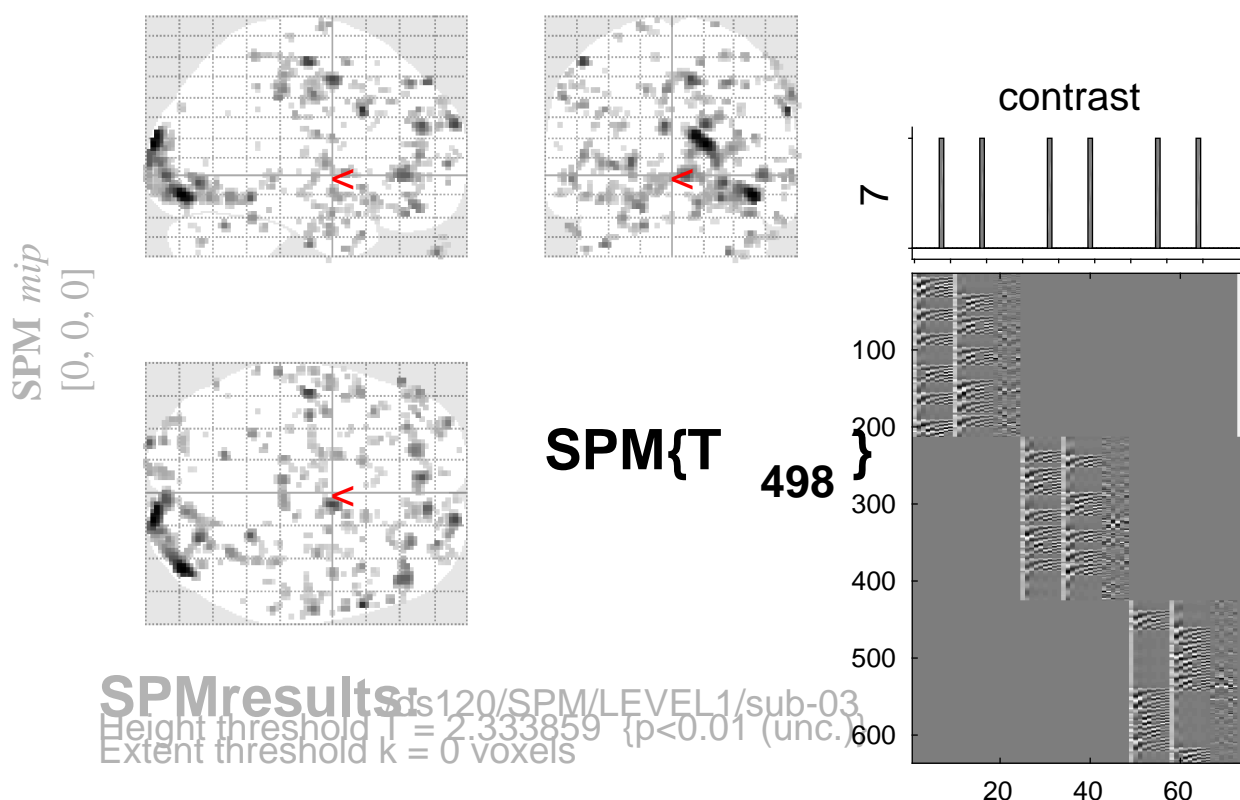 contrast
7
SPM mip
[0, 0, 0]
<
<
<
SPM{T
498
}
100
200
300
400
500
600
20
40
60
SPMresults: /ds120/SPM/LEVEL1/sub-03
Height threshold T = 2.333859 {p<0.01 (unc.)}
Extent threshold k = 0 voxels